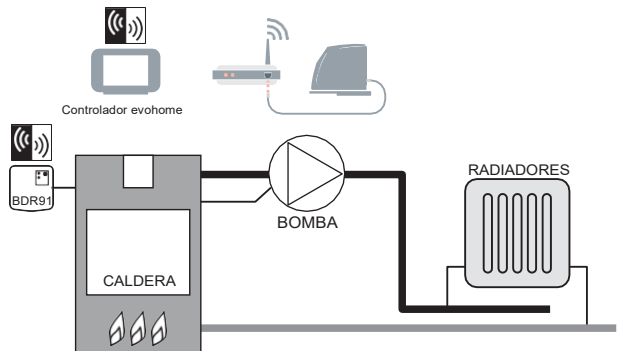 Controlador evohome
BDR91
CALDERA
BOMBA
RADIADORES